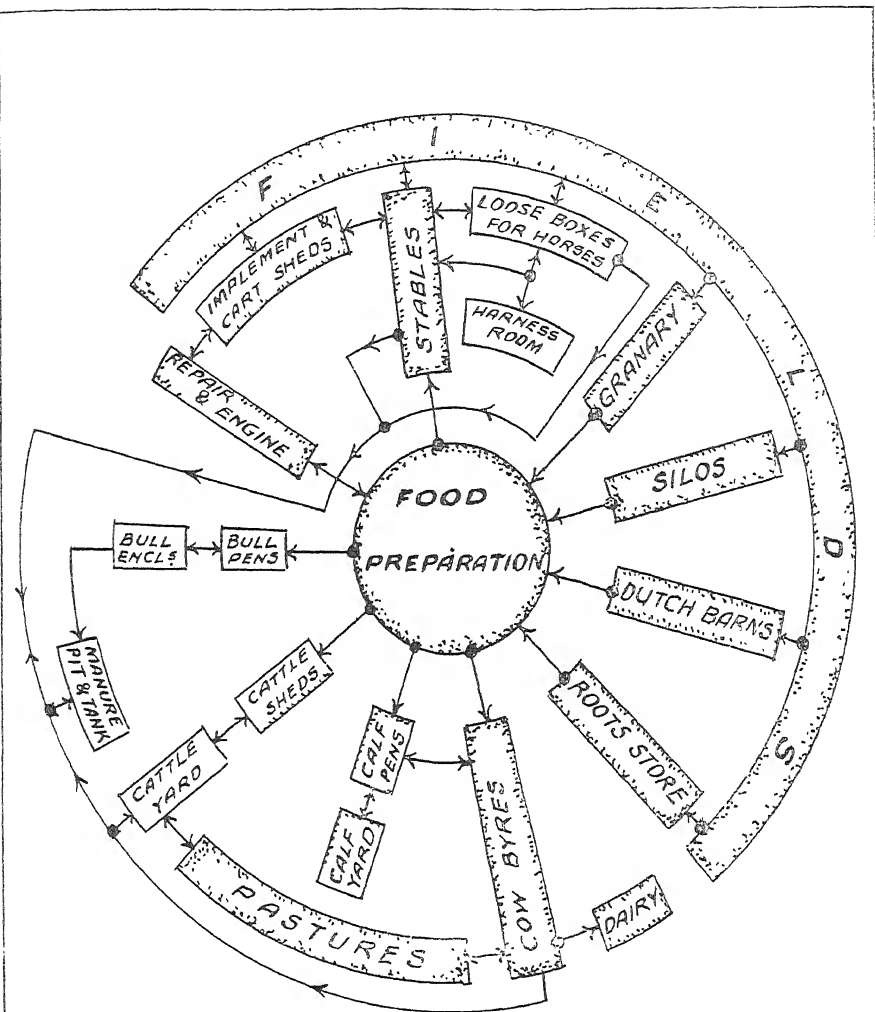 FIELDS
IMPLEMENT &
CART SHEDS
STABLES
LOOSE BOXES
FOR HORSES
HARNESS
ROOM
GRANARY
REPAIR
& ENGINE
SILOS
FOOD
PREPARATION
BULL
ENCLS
BULL
PENS
DUTCH BARNS
MANURE
PIT & TANK
CATTLE
SHEDS
ROOTS STORE
CATTLE
YARD
CALF
PENS
CALF
YARD
COW BYRES
DAIRY
PASTURES